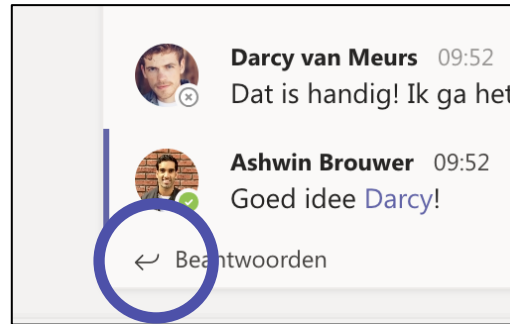 Darcy van Meurs 09:52
Dat is handig! Ik ga het
Ashwin Brouwer 09:52
Goed idee Darcy!
Beantwoorden